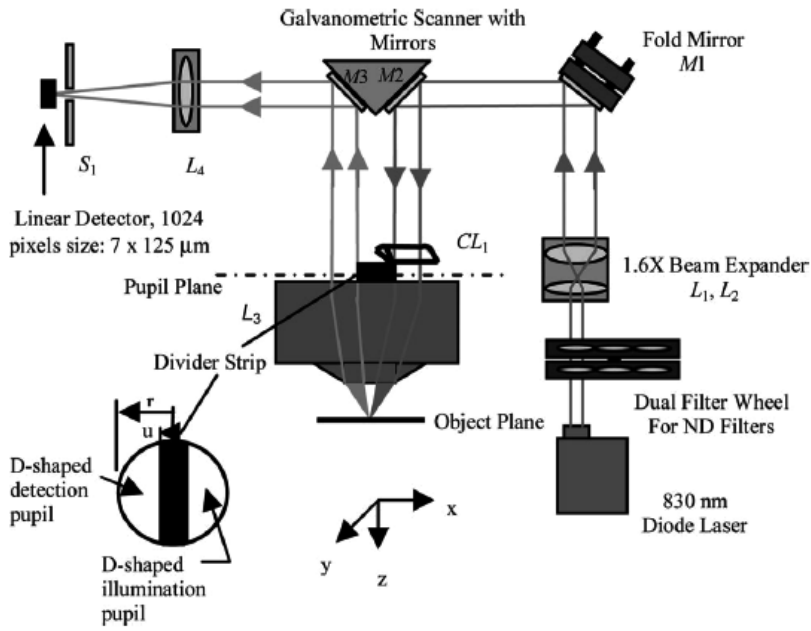 Galvanometric Scanner with
Mirrors
Fold Mirror
M1
M3 M2
S1
L4
Linear Detector, 1024
pixels size: 7 x 125 μm
CL1
1.6X Beam Expander
L1, L2
Pupil Plane
L3
Divider Strip
Object Plane
Dual Filter Wheel
For ND Filters
r
u
D-shaped
detection
pupil
830 nm
Diode Laser
x
y
z
D-shaped
illumination
pupil